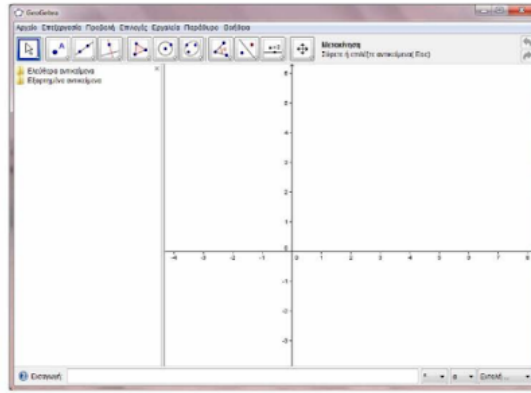 GeoGebra
Αρχείο Επεξεργασία Προβολή Επιλογές Εργαλεία Παράθυρο Βοήθεια
A
a=2
Μετακίνηση
Σύρετε ή επιλέξτε αντικείμενα (Esc)
Ελεύθερα αντικείμενα
Εξαρτημένα αντικείμενα
6
5
4
3
2
1
0
-4 -3 -2 -1 0 1 2 3 4 5 6 7 8
-1
-2
-3
Εισαγωγή:
α
Εντολή ...